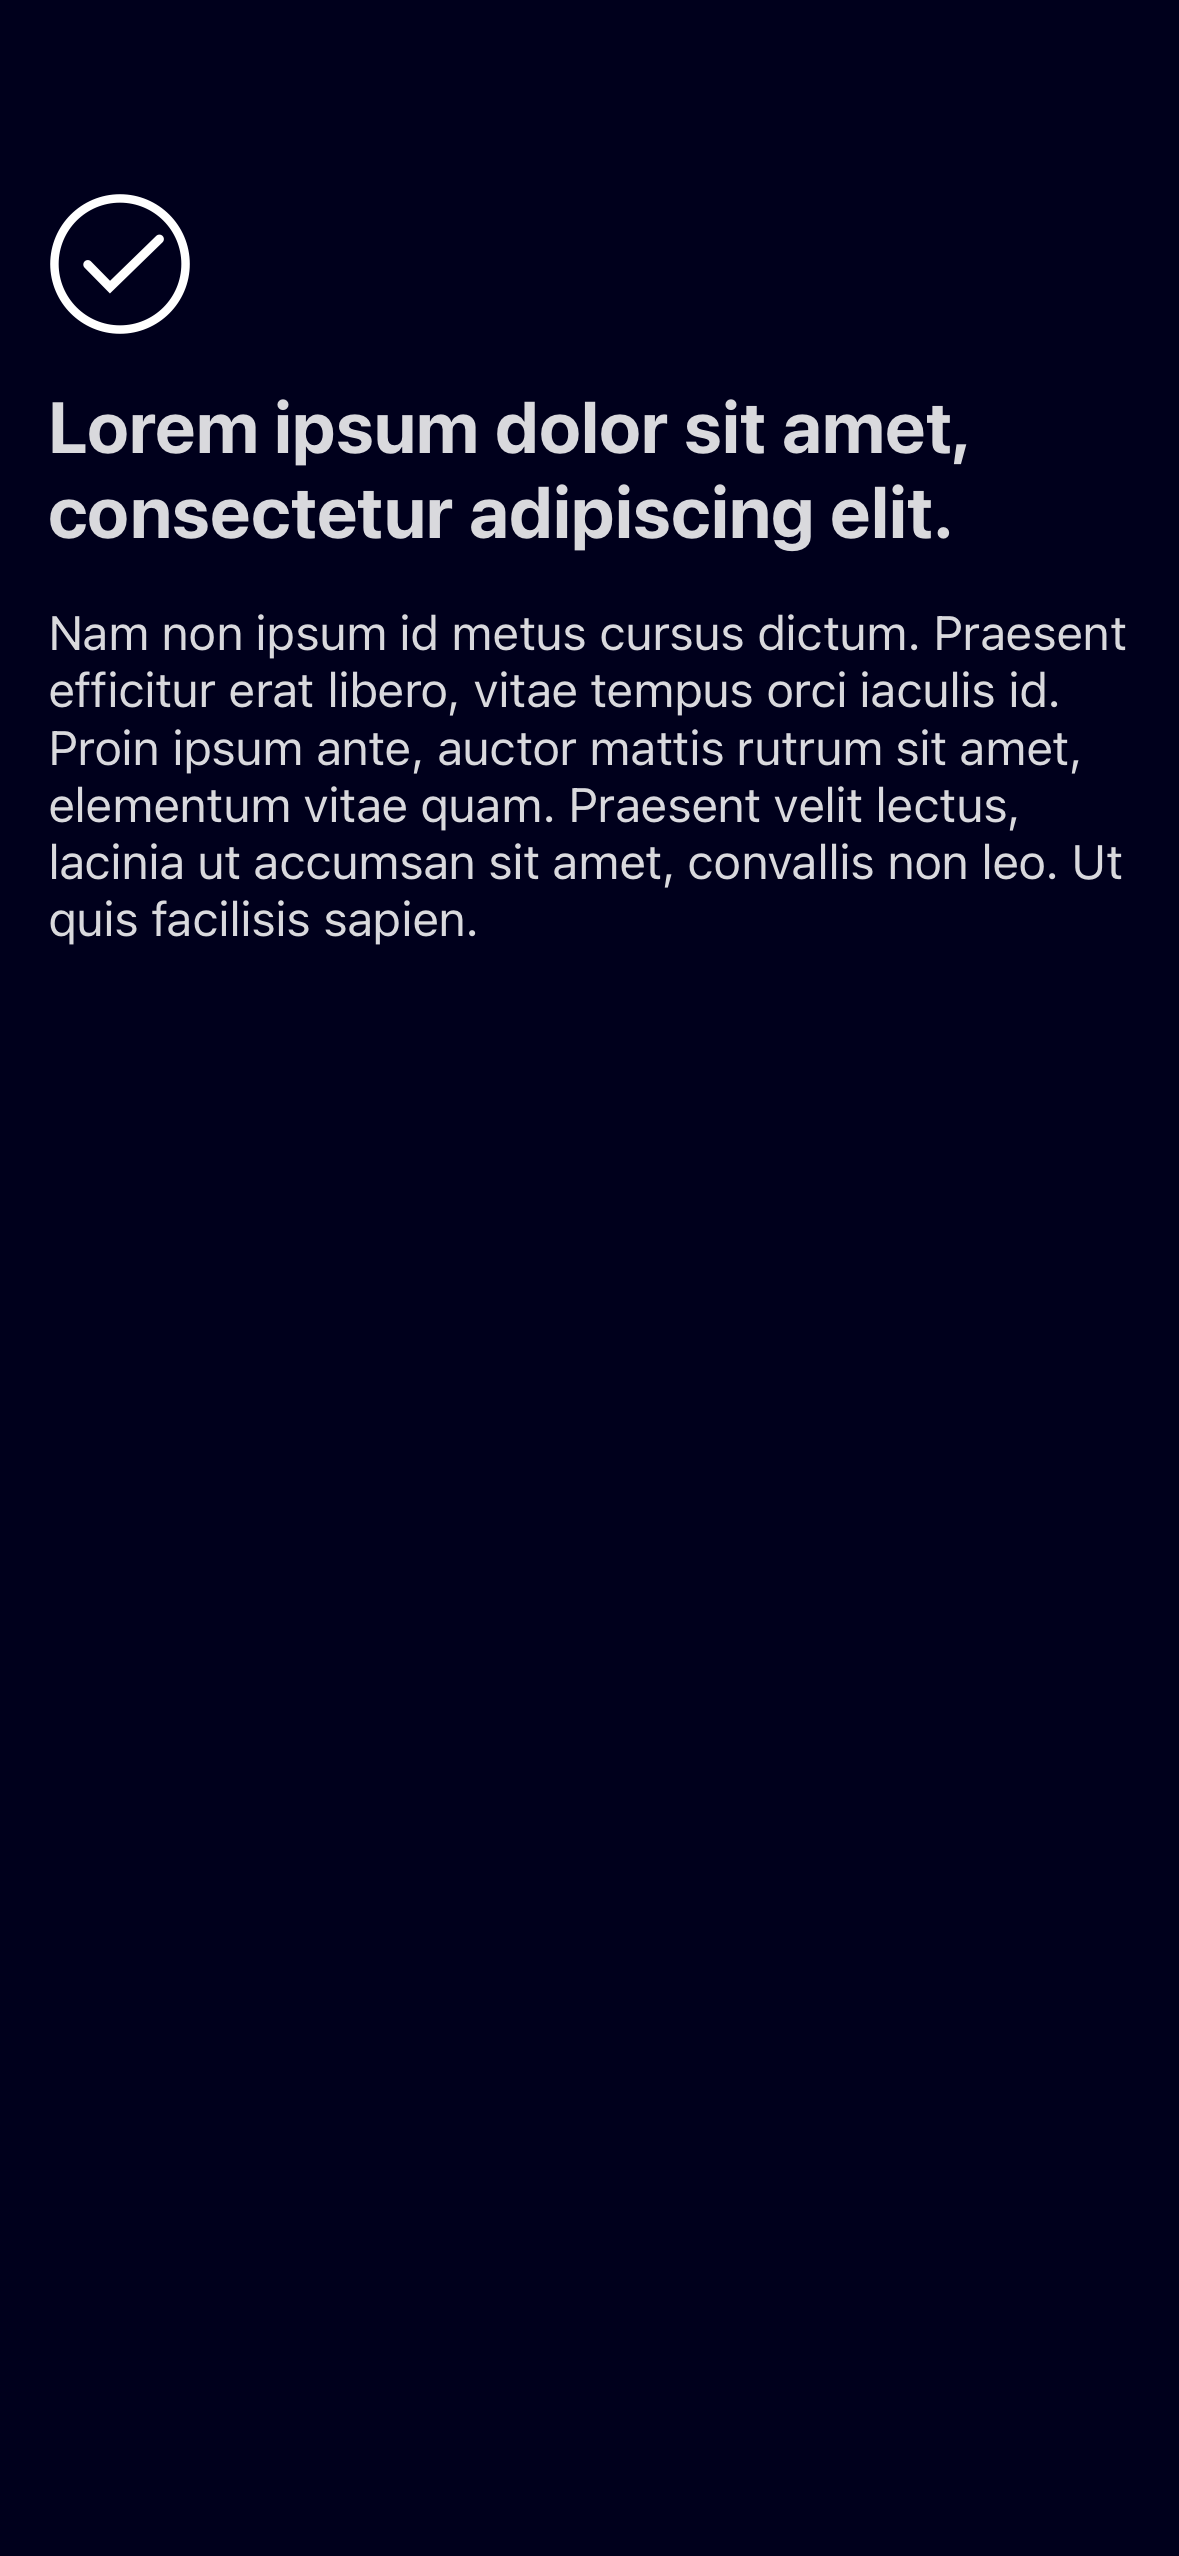 Lorem ipsum dolor sit amet,
consectetur adipiscing elit.
Nam non ipsum id metus cursus dictum. Praesent
efficitur erat libero, vitae tempus orci iaculis id.
Proin ipsum ante, auctor mattis rutrum sit amet,
elementum vitae quam. Praesent velit lectus,
lacinia ut accumsan sit amet, convallis non leo. Ut
quis facilisis sapien.